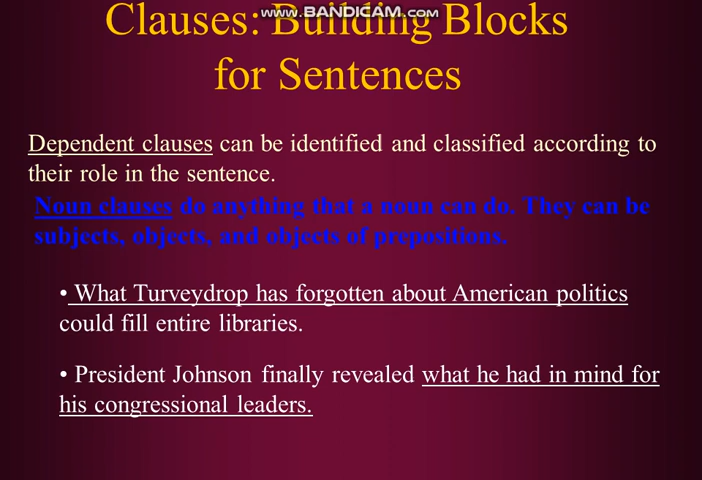 www.BANDICAM.com
Clauses: Building Blocks
for Sentences
Dependent clauses can be identified and classified according to
their role in the sentence.
Noun clauses do anything that a noun can do. They can be
subjects, objects, and objects of prepositions.
• What Turveydrop has forgotten about American politics
could fill entire libraries.
• President Johnson finally revealed what he had in mind for
his congressional leaders.